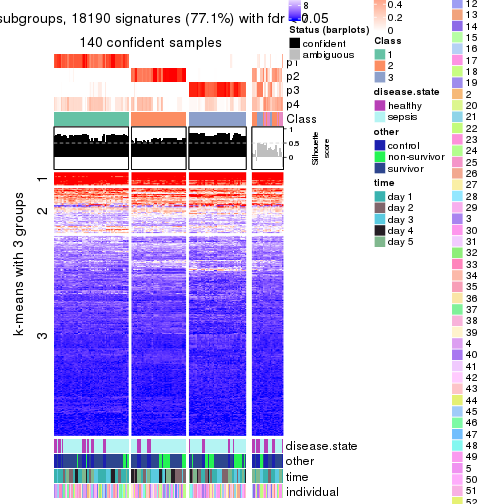 subgroups, 18190 signatures (77.1%) with fdr < 0.05
140 confident samples
p1
p2
p3
p4
Class
1
0.5
0
Silhouette
score
k-means with 3 groups
1
2
3
disease.state
other
time
individual
8
0
Status (barplots)
confident
ambiguous
0.4
0.2
0
Class
1
2
3
disease.state
healthy
sepsis
other
control
non-survivor
survivor
time
day 1
day 2
day 3
day 4
day 5
12
13
14
15
16
17
18
19
2
20
21
22
23
24
25
26
27
28
29
3
30
31
32
33
34
35
36
37
38
39
4
40
41
42
43
44
45
46
47
48
49
5
50
51
52